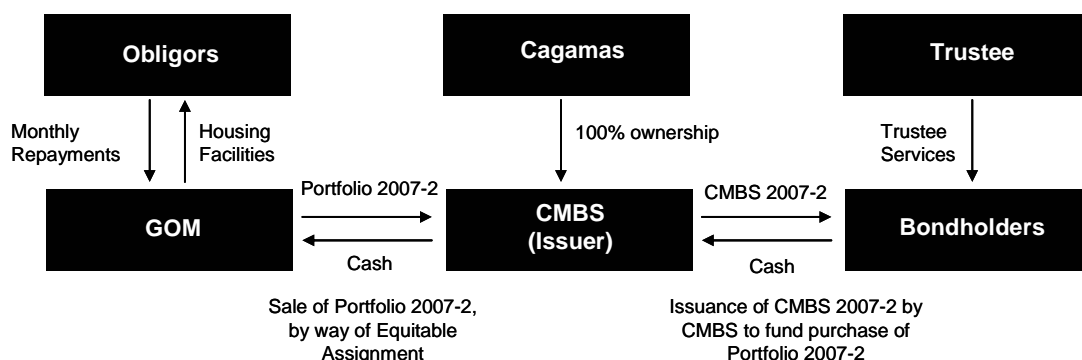 Obligors
Cagamas
Trustee
Monthly
Repayments
Housing
Facilities
100% ownership
Trustee
Services
GOM
Portfolio 2007-2
Cash
CMBS
(Issuer)
CMBS 2007-2
Cash
Bondholders
Sale of Portfolio 2007-2,
by way of Equitable
Assignment
Issuance of CMBS 2007-2 by
CMBS to fund purchase of
Portfolio 2007-2